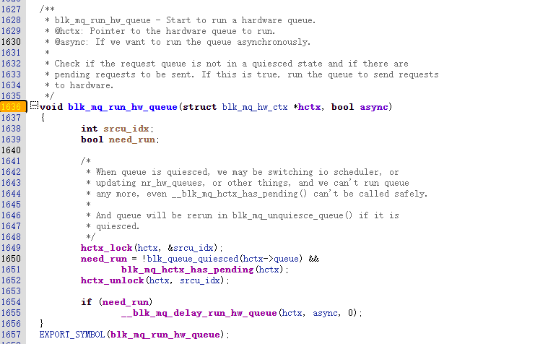 1627 /**
1628  * blk_mq_run_hw_queue - Start to run a hardware queue.
1629  * @hctx: Pointer to the hardware queue to run.
1630  * @async: If we want to run the queue asynchronously.
1631  *
1632  * Check if the request queue is not in a quiesced state and if there are
1633  * pending requests to be sent. If this is true, run the queue to send requests
1634  * to hardware.
1635  */
1636 void blk_mq_run_hw_queue(struct blk_mq_hw_ctx *hctx, bool async)
1637 {
1638 int srcu_idx;
1639 bool need_run;
1640
1641 /*
1642  * When queue is quiesced, we may be switching io scheduler, or
1643  * updating nr_hw_queues, or other things, and we can't run queue
1644  * any more, even __blk_mq_hctx_has_pending() can't be called safely.
1645  *
1646  * And queue will be rerun in blk_mq_unquiesce_queue() if it is
1647  * quiesced.
1648  */
1649 hctx_lock(hctx, &srcu_idx);
1650 need_run = !blk_queue_quiesced(hctx->queue) &&
1651 blk_mq_hctx_has_pending(hctx);
1652 hctx_unlock(hctx, srcu_idx);
1653
1654 if (need_run)
1655 __blk_mq_delay_run_hw_queue(hctx, async, 0);
1656 }
1657 EXPORT_SYMBOL(blk_mq_run_hw_queue);